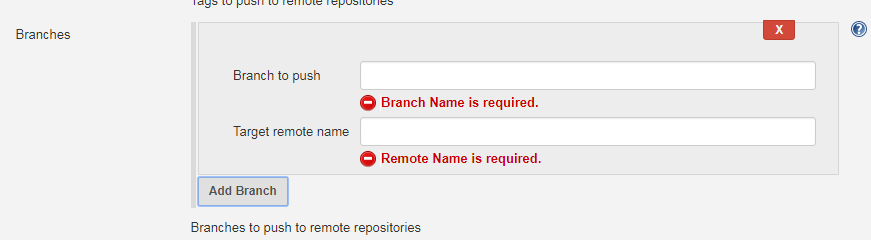 Tags to push to remote repositories
Branches
X
?
Branch to push
Branch Name is required.
Target remote name
Remote Name is required.
Add Branch
Branches to push to remote repositories